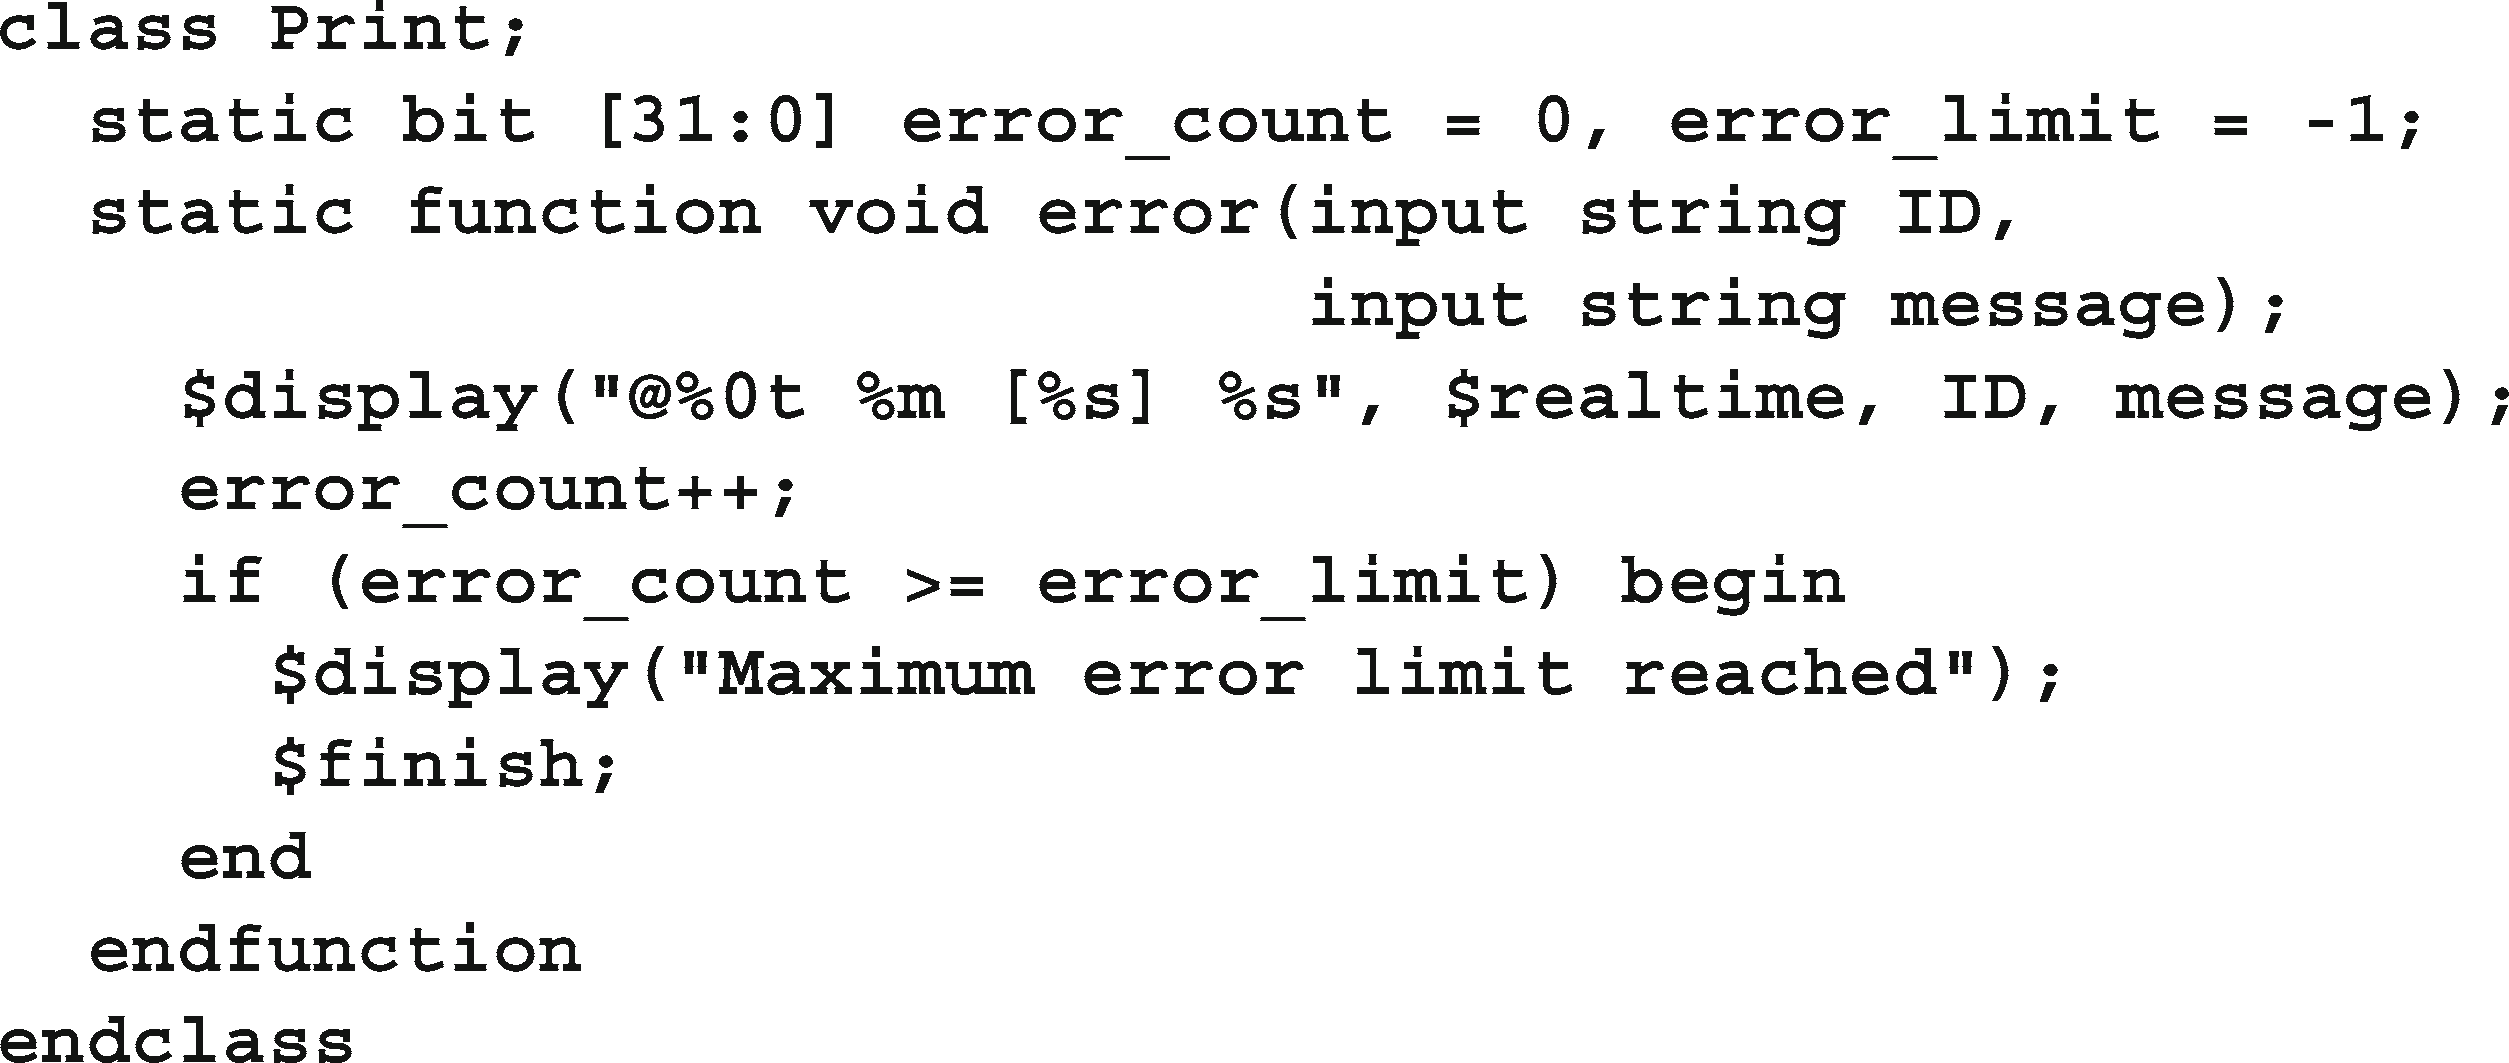 class Print;
  static bit [31:0] error_count = 0, error_limit = -1;
  static function void error(input string ID,
                             input string message);
    $display("@%0t %m [%s] %s", $realtime, ID, message);
    error_count++;
    if (error_count >= error_limit) begin
      $display("Maximum error limit reached");
      $finish;
    end
  endfunction
endclass